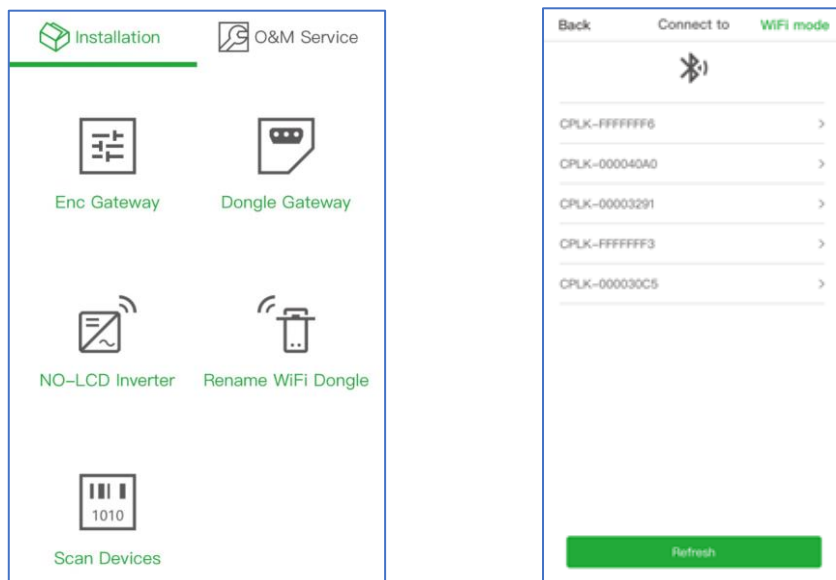 Installation
O&M Service
Enc Gateway
Dongle Gateway
NO-LCD Inverter
Rename WiFi Dongle
1010
Scan Devices
Back
Connect to
WiFi mode
CPLK-FFFFFFF6
CPLK-000040A0
CPLK-00003291
CPLK-FFFFFFF3
CPLK-000030C5
Refresh